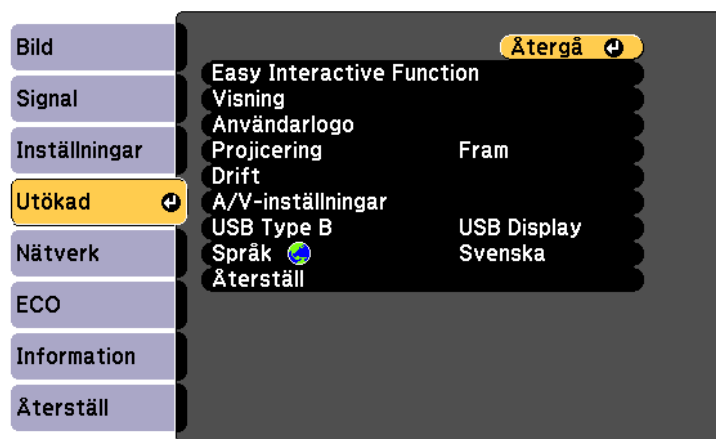 Bild
Signal
Inställningar
Utökad
Nätverk
ECO
Information
Återställ
Återgå
Easy Interactive Function
Visning
Användarlogo
Projicering Fram
Drift
A/V-inställningar
USB Type B USB Display
Språk Svenska
Återställ